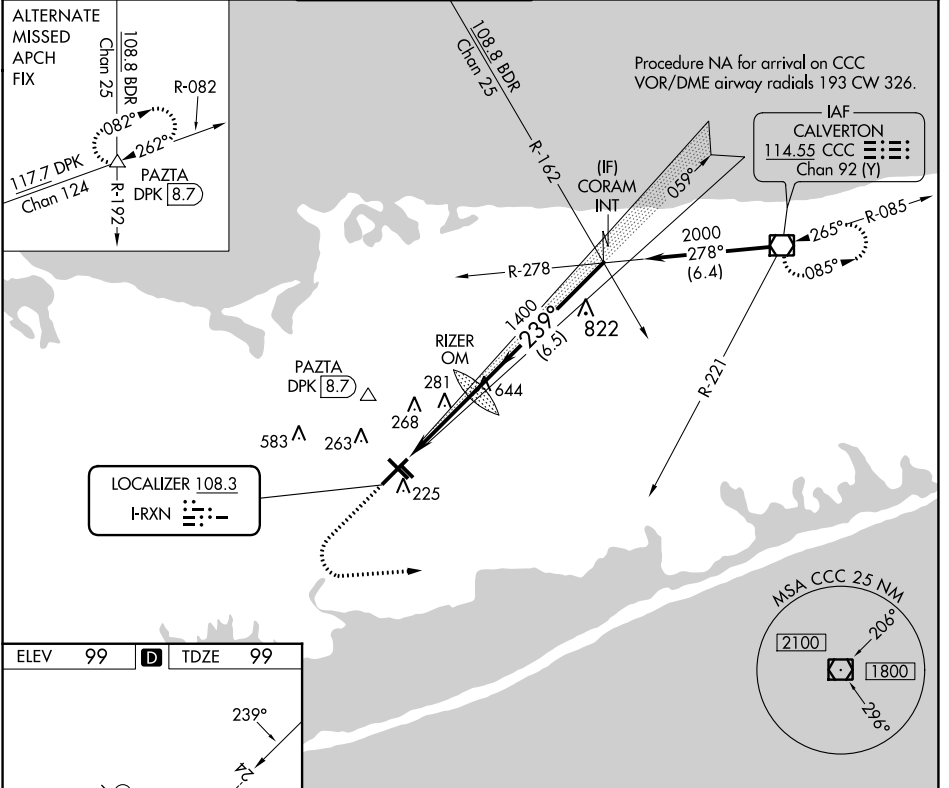 ALTERNATE
MISSED
APCH
FIX
108.8 BDR
Chan 25
R-082
082°
262°
117.7 DPK
Chan 124
PAZTA
DPK 8.7
R-192
108.8 BDR
Chan 25
R-162
Procedure NA for arrival on CCC
VOR/DME airway radials 193 CW 326.
IAF
CALVERTON
114.55 CCC
Chan 92 (Y)
(IF)
CORAM
INT
059°
2000
278°
(6.4)
265°
R-085
085°
R-278
1400
239°
(6.5)
822
R-221
RIZER
OM
PAZTA
DPK 8.7
281
644
268
583
263
225
LOCALIZER 108.3
I-RXN
MSA CCC 25 NM
2100
206°
1800
296°
ELEV 99 D TDZE 99
239°
24